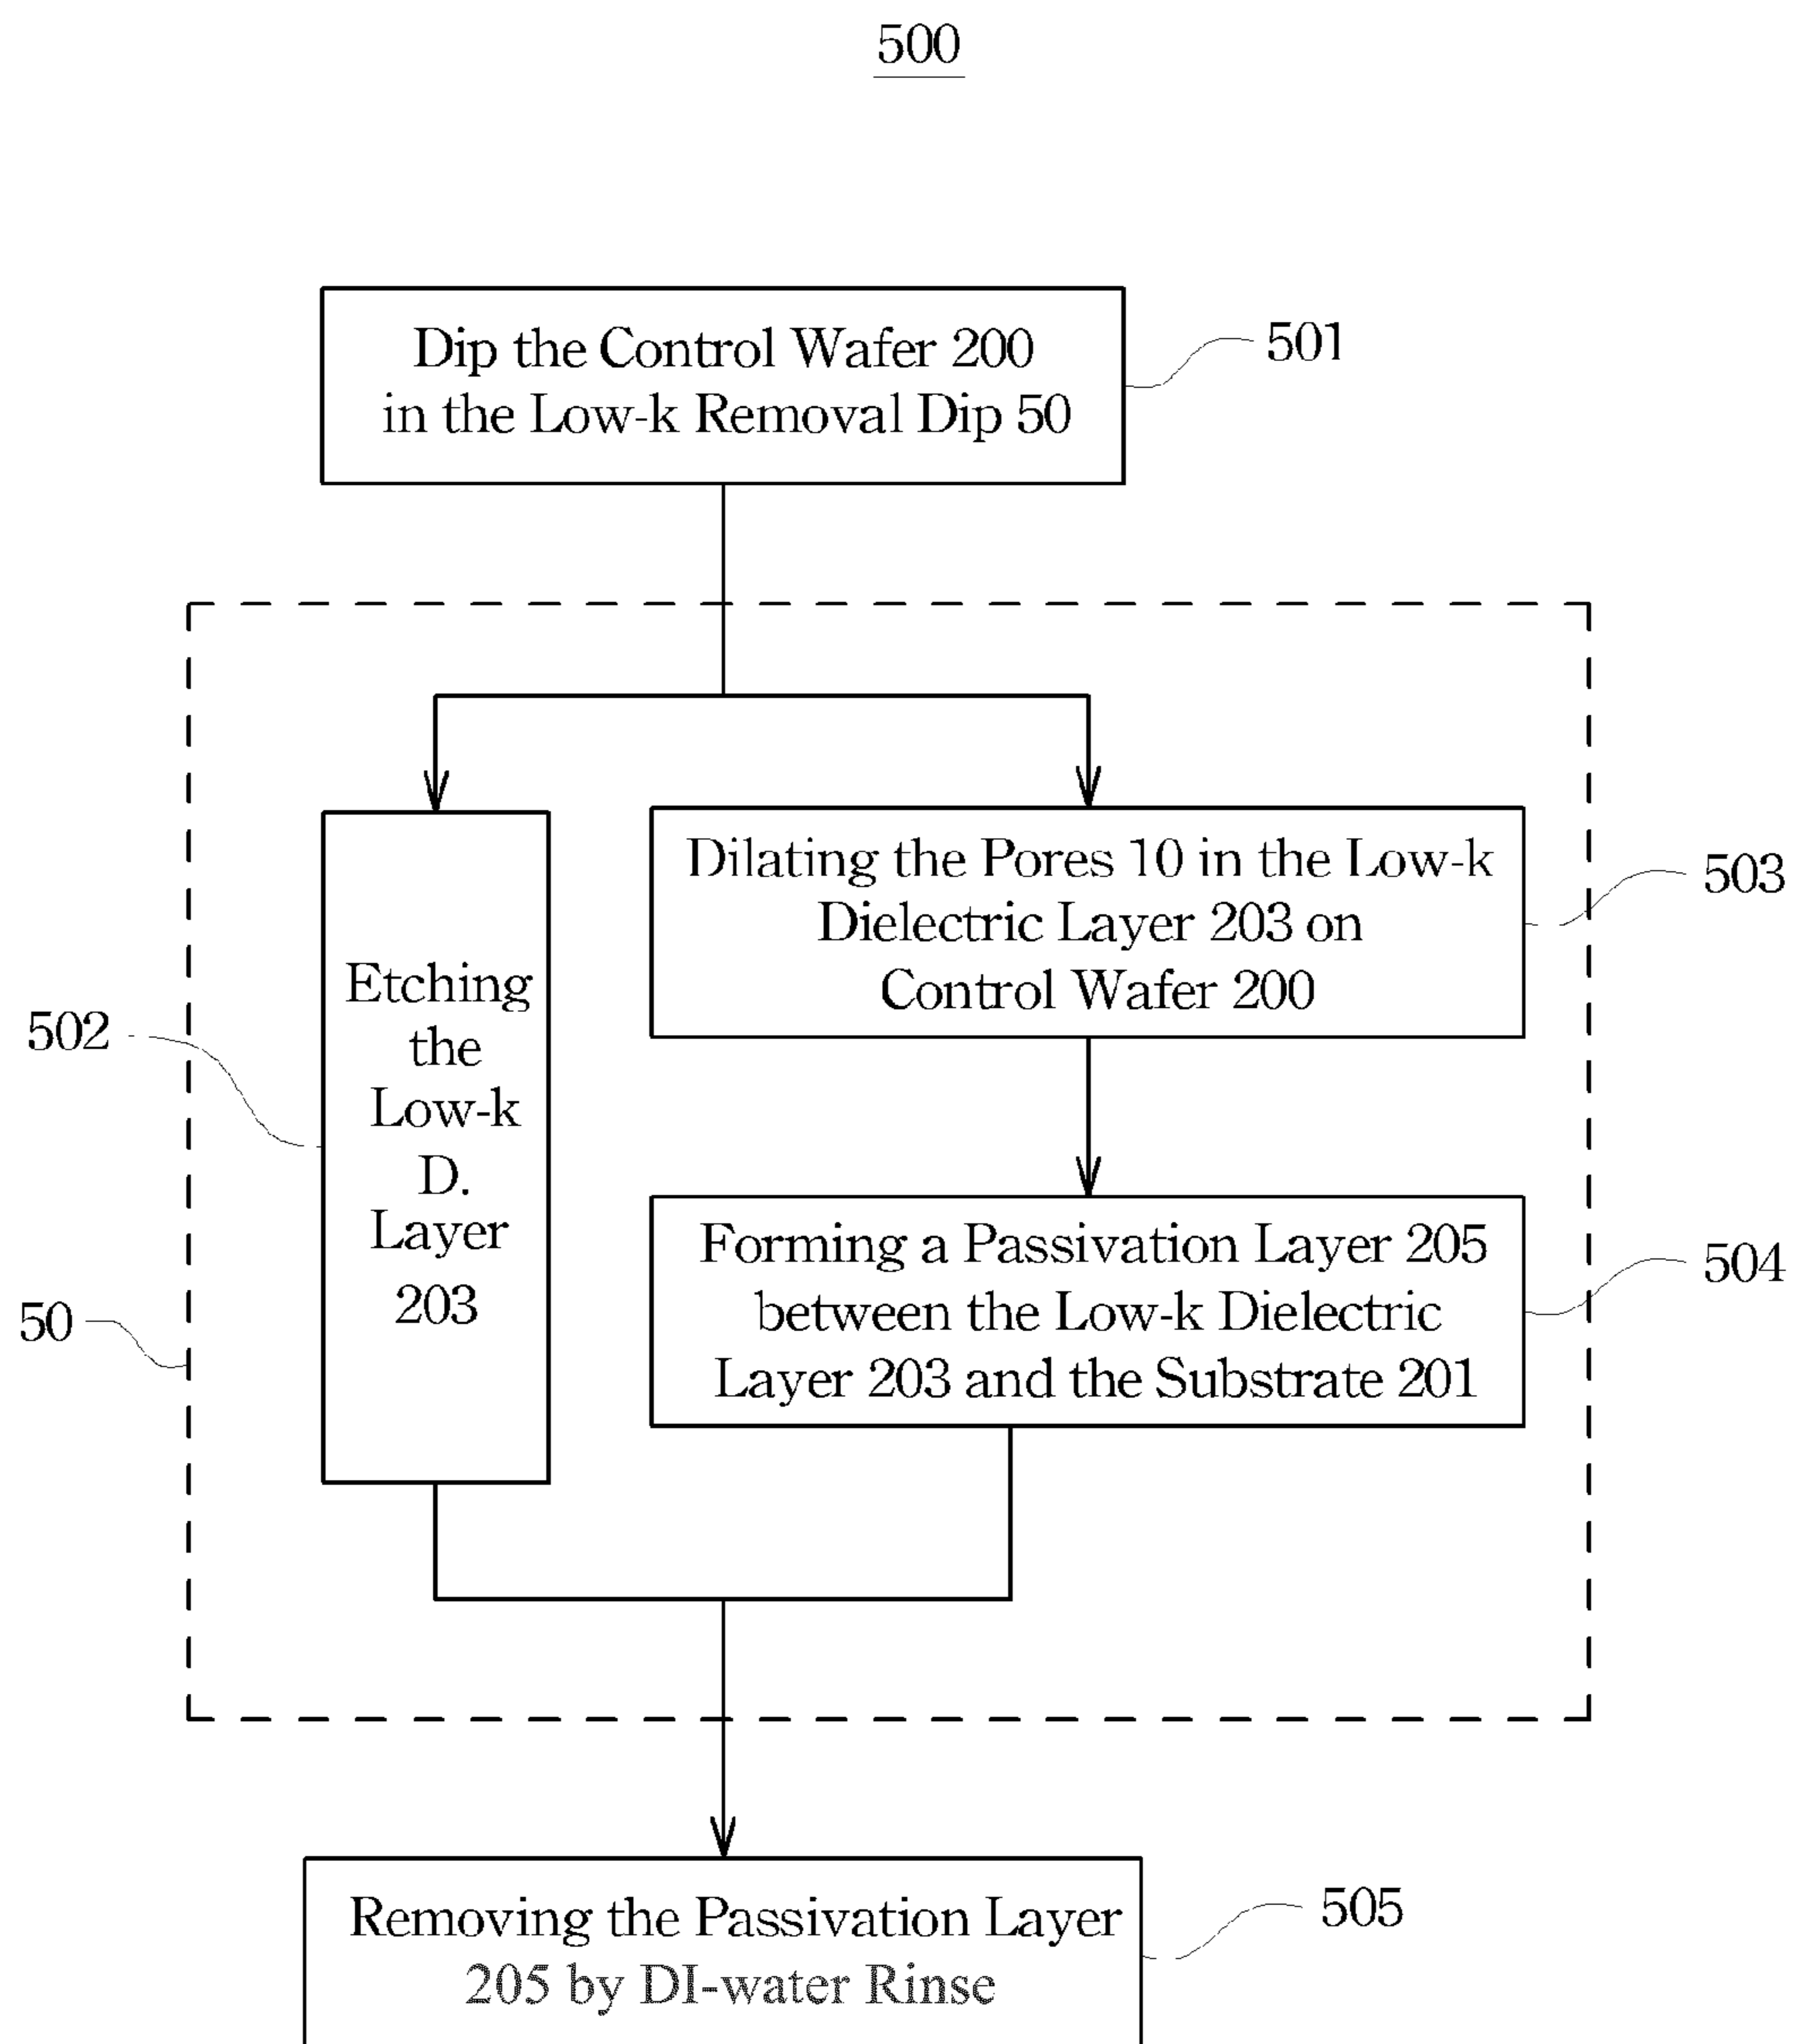 500
Dip the Control Wafer 200
in the Low-k Removal Dip 50
501
Etching
the
Low-k
D.
Layer
203
502
Dilating the Pores 10 in the Low-k
Dielectric Layer 203 on
Control Wafer 200
503
Forming a Passivation Layer 205
between the Low-k Dielectric
Layer 203 and the Substrate 201
504
50
Removing the Passivation Layer
205 by DI-water Rinse
505